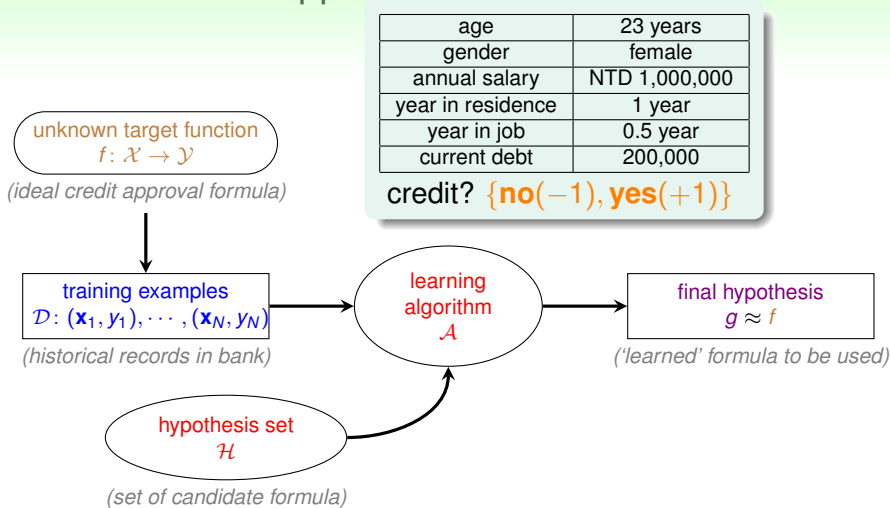 age 23 years
gender female
annual salary NTD 1,000,000
year in residence 1 year
year in job 0.5 year
current debt 200,000
credit? {no(−1), yes(+1)}
unknown target function
f : 𝒳 → 𝒴
(ideal credit approval formula)
training examples
𝒟 : (x₁, y₁), ⋯ , (x_N, y_N)
(historical records in bank)
learning
algorithm
𝒜
final hypothesis
g ≈ f
('learned' formula to be used)
hypothesis set
ℋ
(set of candidate formula)